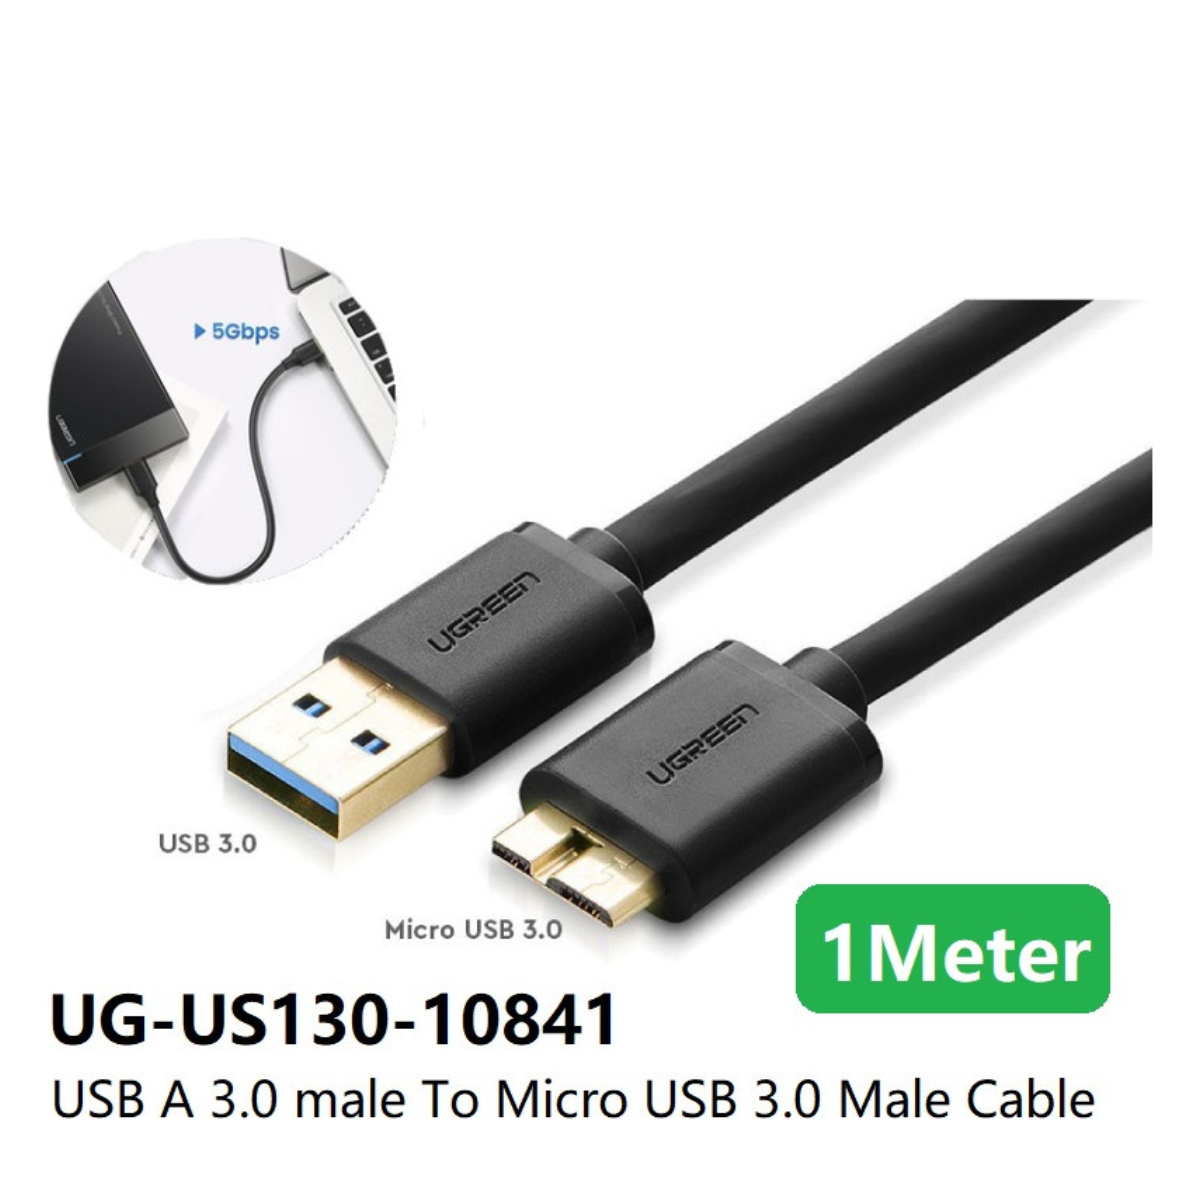 5Gbps
UGREEN
UGREEN
UGREEN
USB 3.0
Micro USB 3.0
1Meter
UG-US130-10841
USB A 3.0 male To Micro USB 3.0 Male Cable